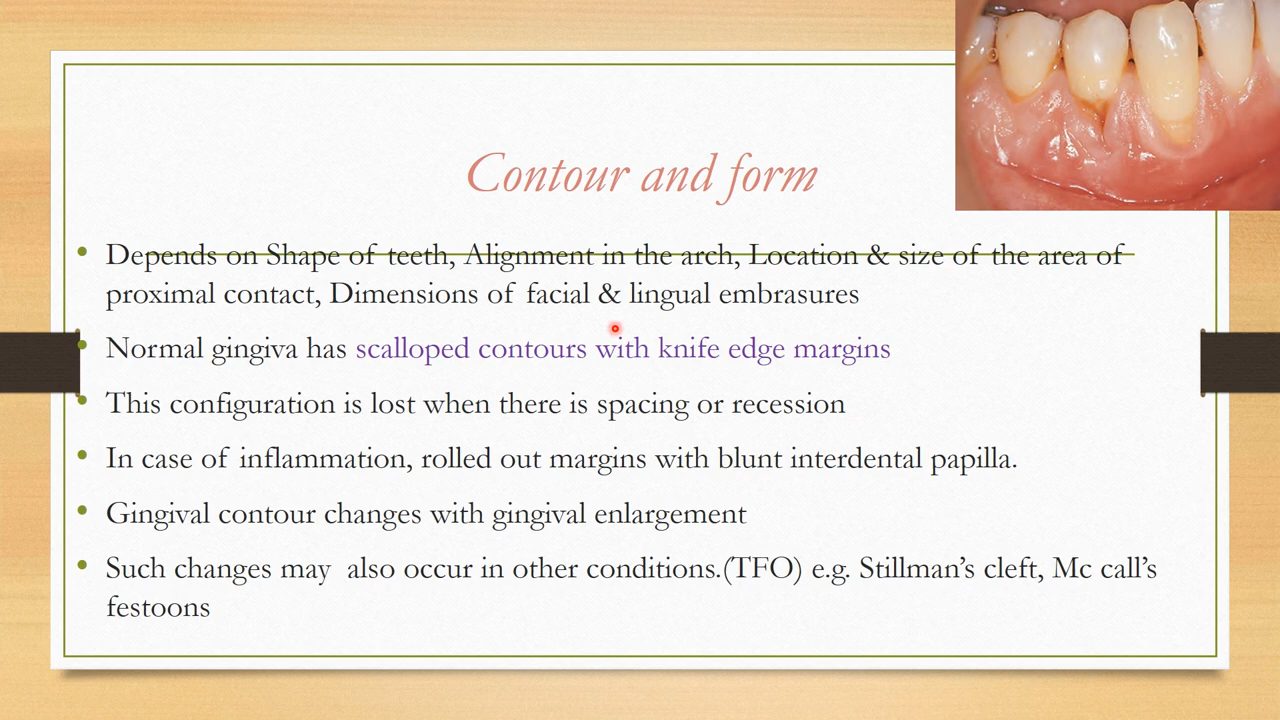 Contour and form
Depends on Shape of teeth, Alignment in the arch, Location & size of the area of
proximal contact, Dimensions of facial & lingual embrasures
Normal gingiva has scalloped contours with knife edge margins
This configuration is lost when there is spacing or recession
In case of inflammation, rolled out margins with blunt interdental papilla.
Gingival contour changes with gingival enlargement
Such changes may also occur in other conditions.(TFO) e.g. Stillman’s cleft, Mc call’s
festoons